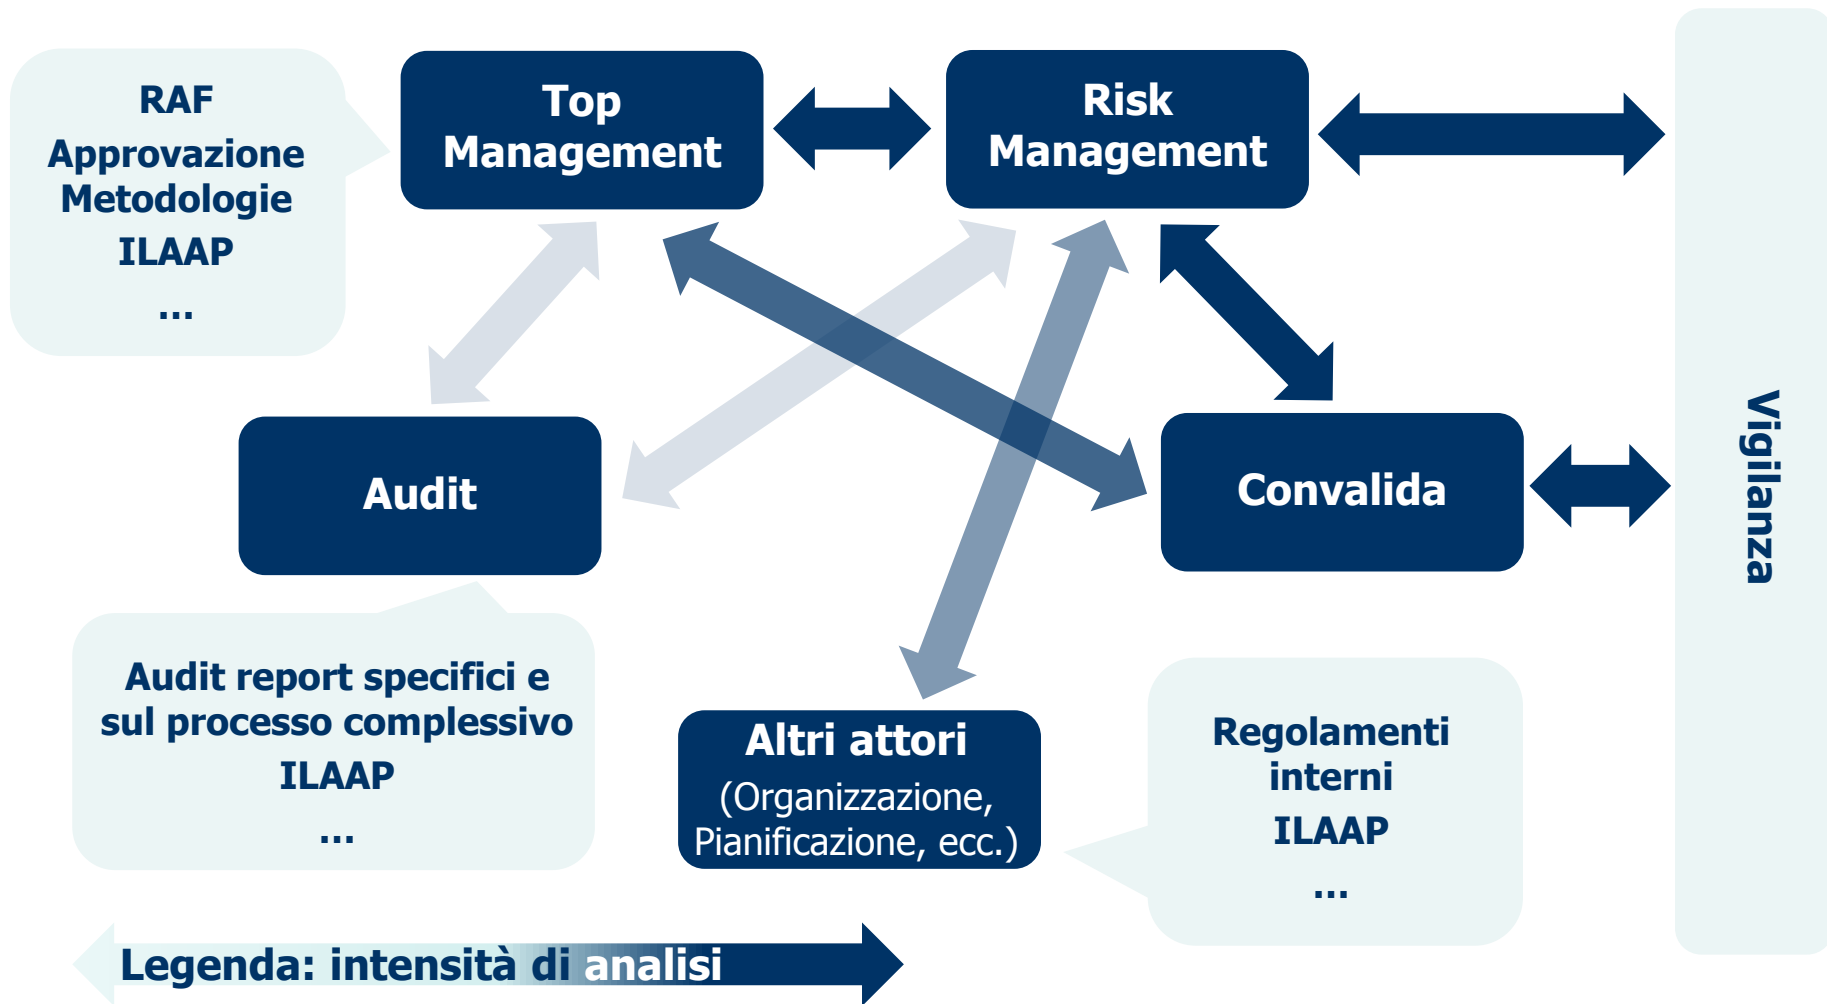 RAF
Approvazione
Metodologie
ILAAP
...
Top
Management
Risk
Management
Vigilanza
Audit
Convalida
Audit report specifici e
sul processo complessivo
ILAAP
...
Altri attori
(Organizzazione,
Pianificazione, ecc.)
Regolamenti
interni
ILAAP
...
Legenda: intensità di analisi